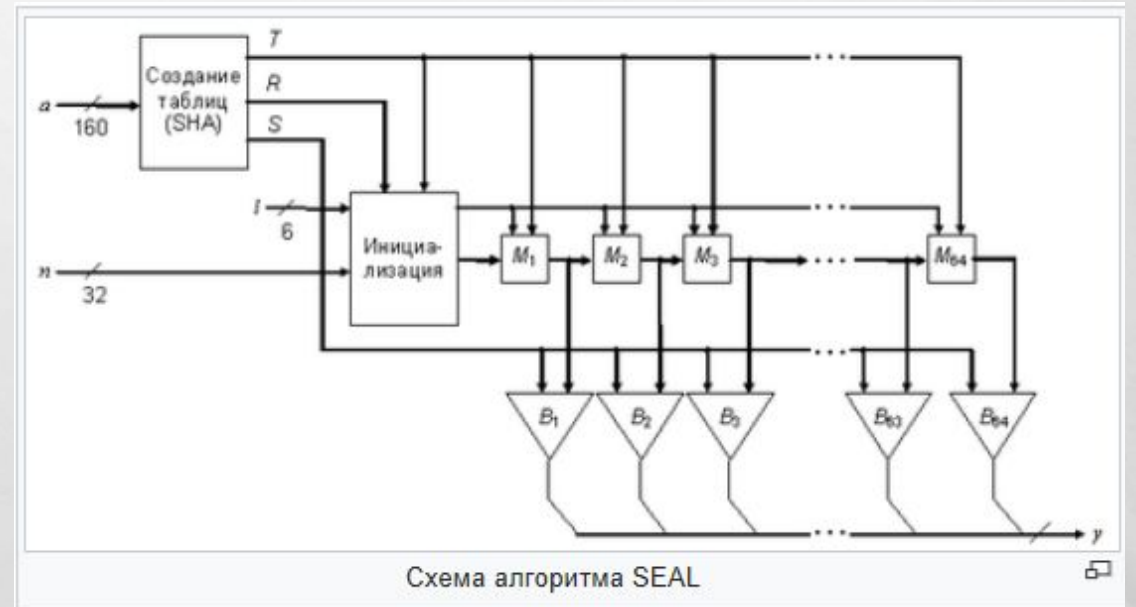 T
Создание
таблиц
(SHA)
R
a
160
S
l
6
Инициа-
лизация
M₁
M₂
M₃
M₆₄
n
32
B₁
B₂
B₃
B₆₃
B₆₄
y
Схема алгоритма SEAL